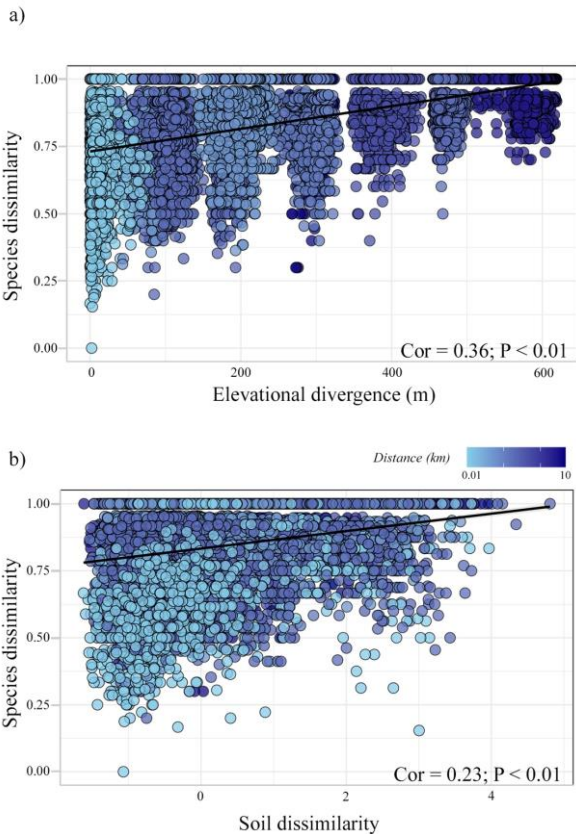 a)
Species dissimilarity
1.00
0.75
0.50
0.25
0.00
Cor = 0.36; P < 0.01
0
200
400
600
Elevational divergence (m)
b)
Distance (km)
0.01
10
Species dissimilarity
1.00
0.75
0.50
0.25
0.00
Cor = 0.23; P < 0.01
0
2
4
Soil dissimilarity